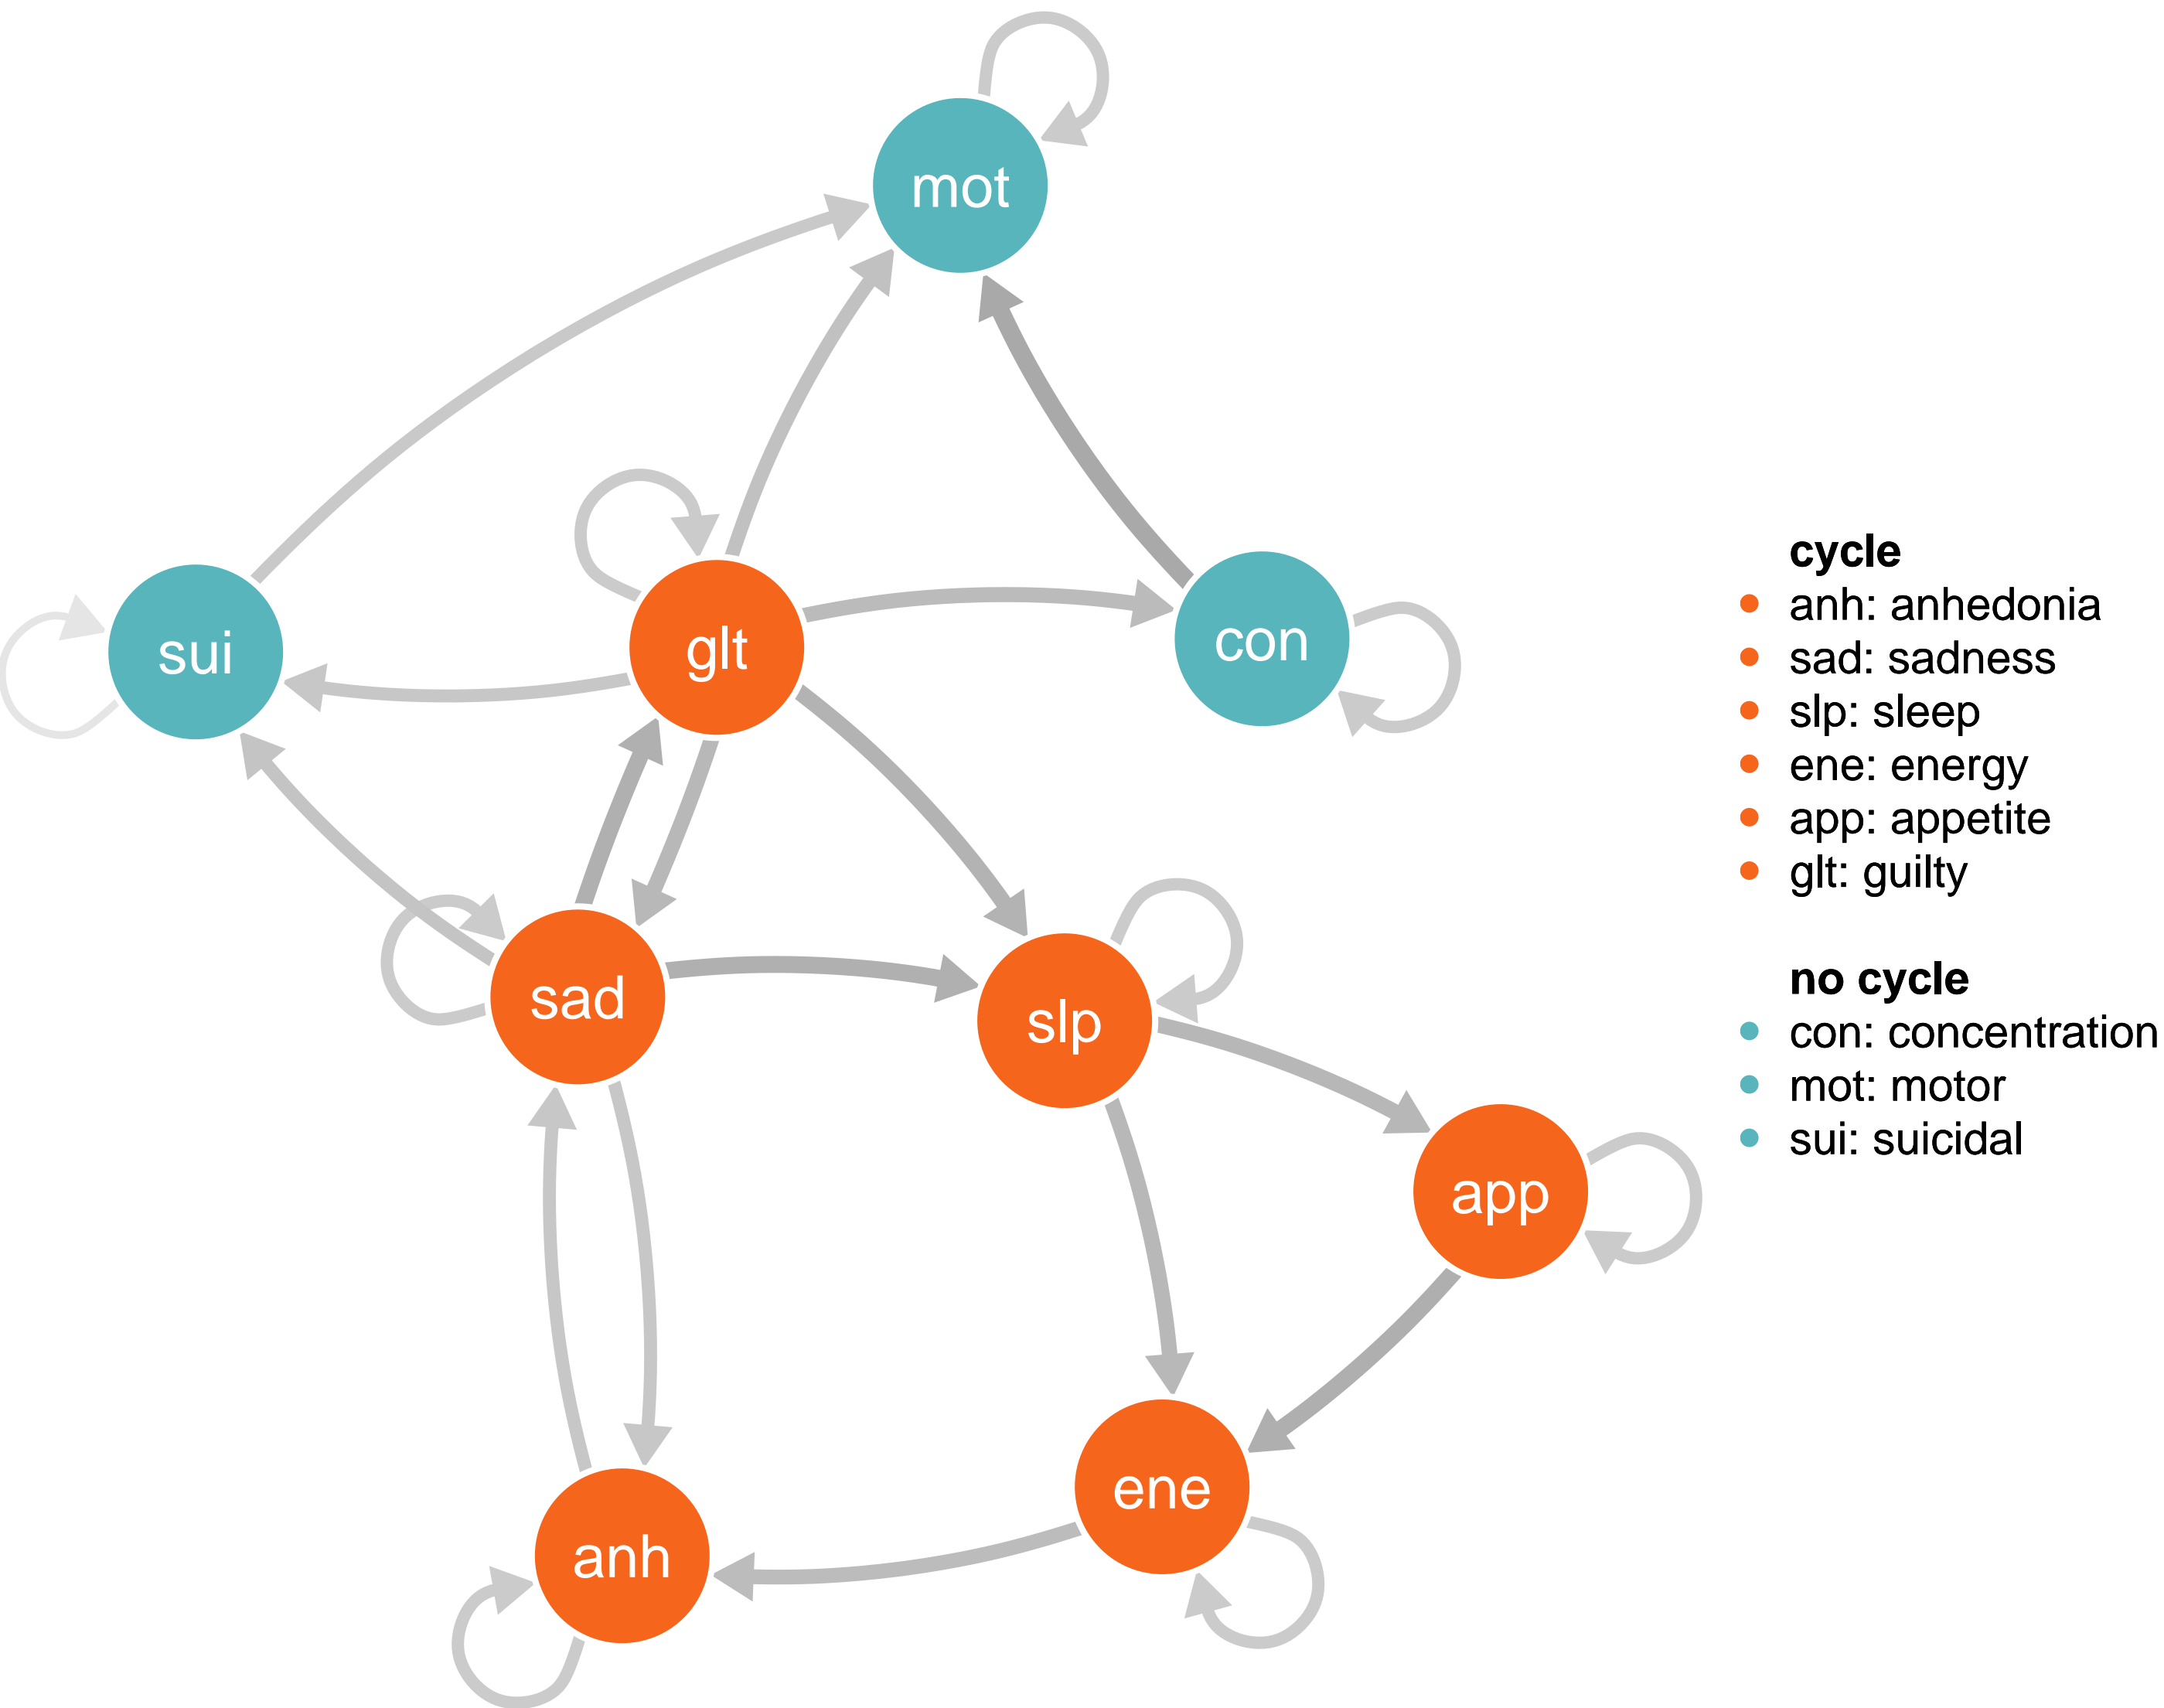 mot
sui
glt
con
sad
slp
app
ene
anh
cycle
anh: anhedonia
sad: sadness
slp: sleep
ene: energy
app: appetite
glt: guilty
no cycle
con: concentration
mot: motor
sui: suicidal